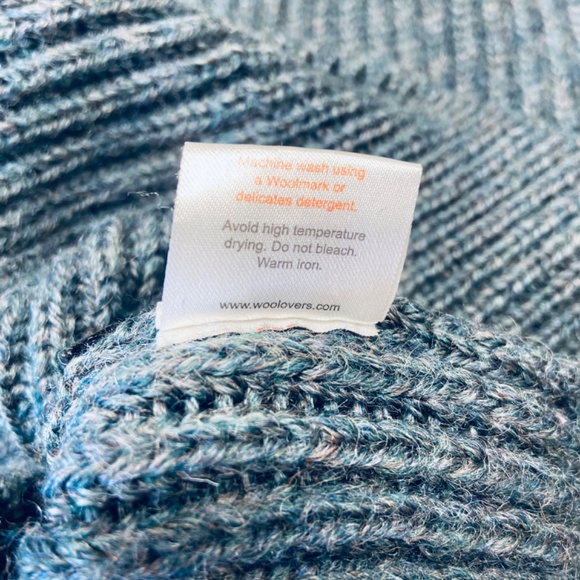 Machine wash using
a Woolmark or
delicates detergent.
Avoid high temperature
drying. Do not bleach.
Warm iron.
www.woolovers.com